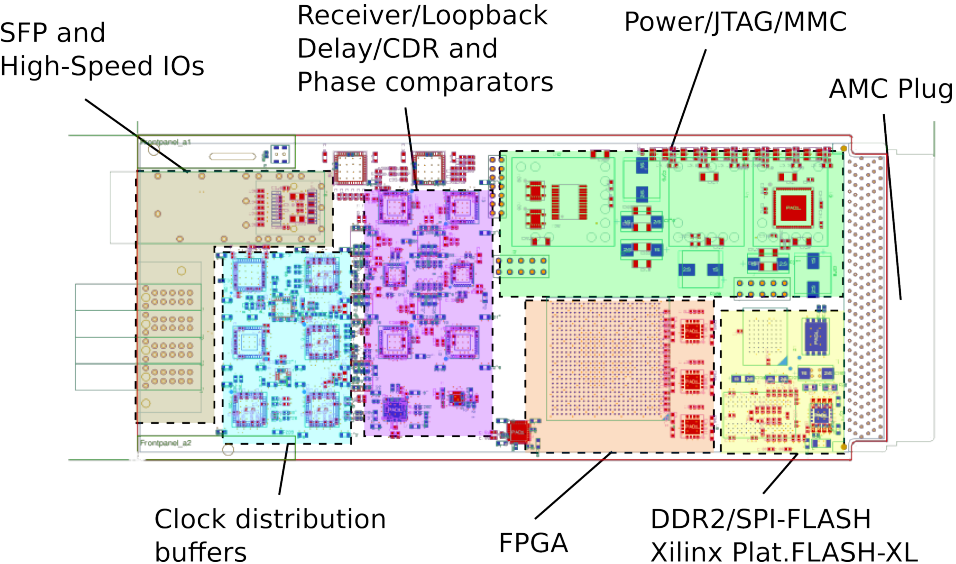 SFP and
High-Speed IOs
Receiver/Loopback
Delay/CDR and
Phase comparators
Power/JTAG/MMC
AMC Plug
Frontpanel_a1
Frontpanel_a2
Clock distribution
buffers
FPGA
DDR2/SPI-FLASH
Xilinx Plat.FLASH-XL